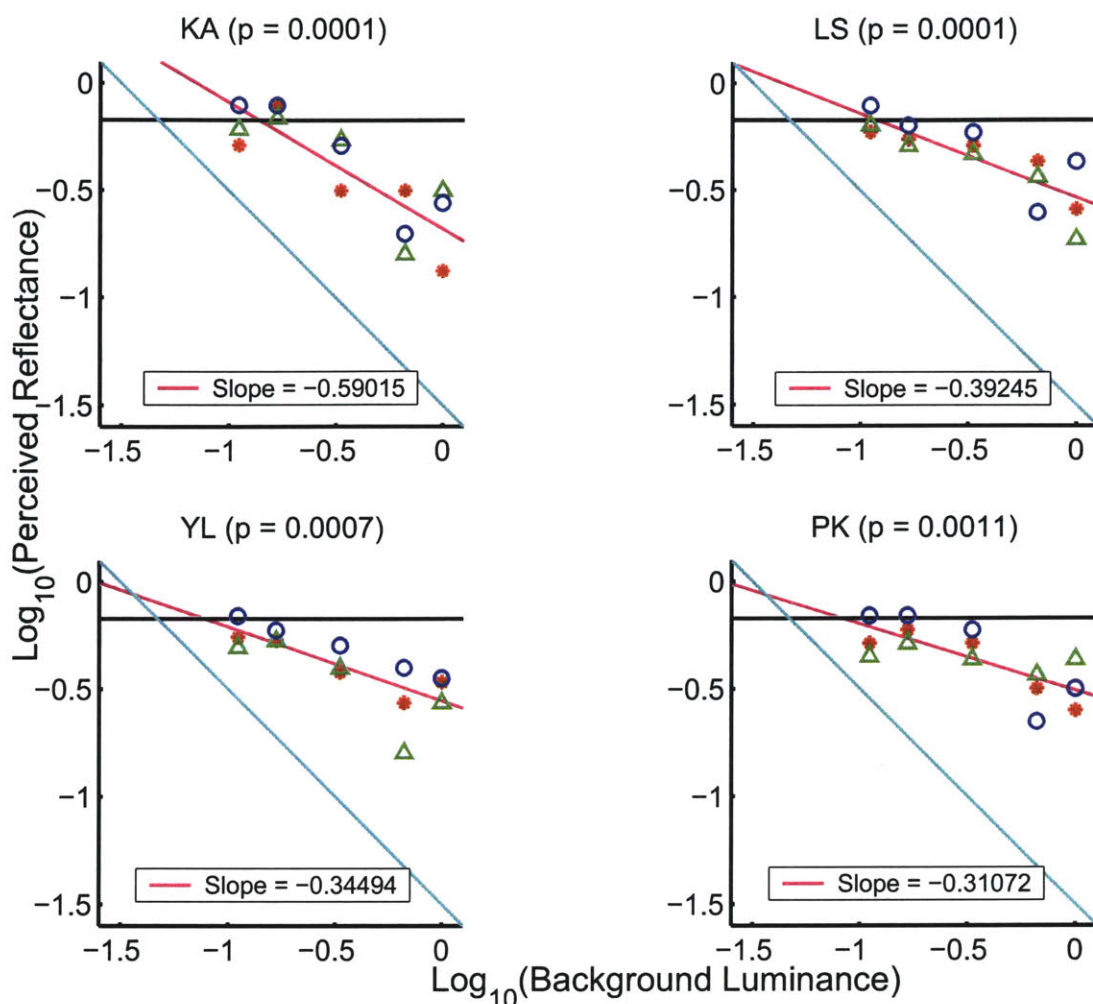 KA (p = 0.0001)
LS (p = 0.0001)
0
−0.5
−1
−1.5
Slope = −0.59015
−1.5 −1 −0.5 0
0
−0.5
−1
−1.5
Slope = −0.39245
−1.5 −1 −0.5 0
Log10(Perceived Reflectance)
YL (p = 0.0007)
PK (p = 0.0011)
0
−0.5
−1
−1.5
Slope = −0.34494
−1.5 −1 −0.5 0
0
−0.5
−1
−1.5
Slope = −0.31072
−1.5 −1 −0.5 0
Log10(Background Luminance)